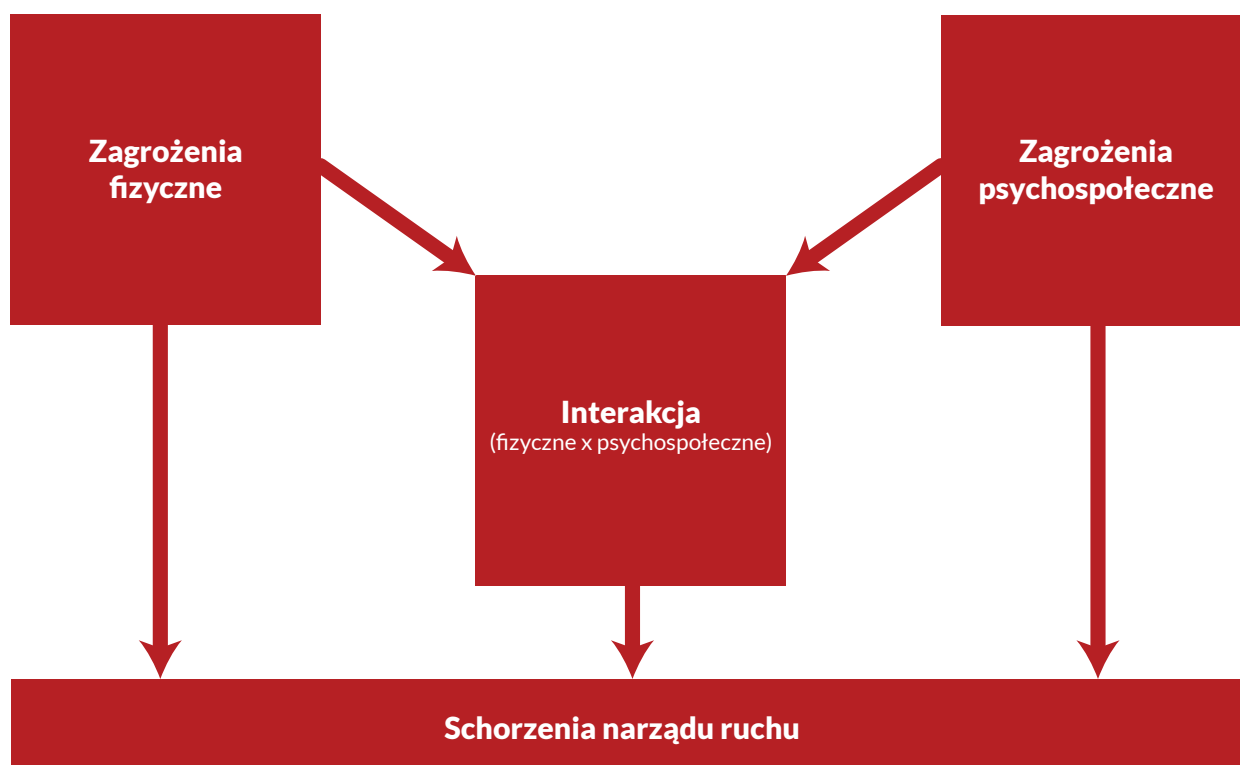 Zagrożenia
fizyczne
Zagrożenia
psychospołeczne
Interakcja
(fizyczne x psychospołeczne)
Schorzenia narządu ruchu